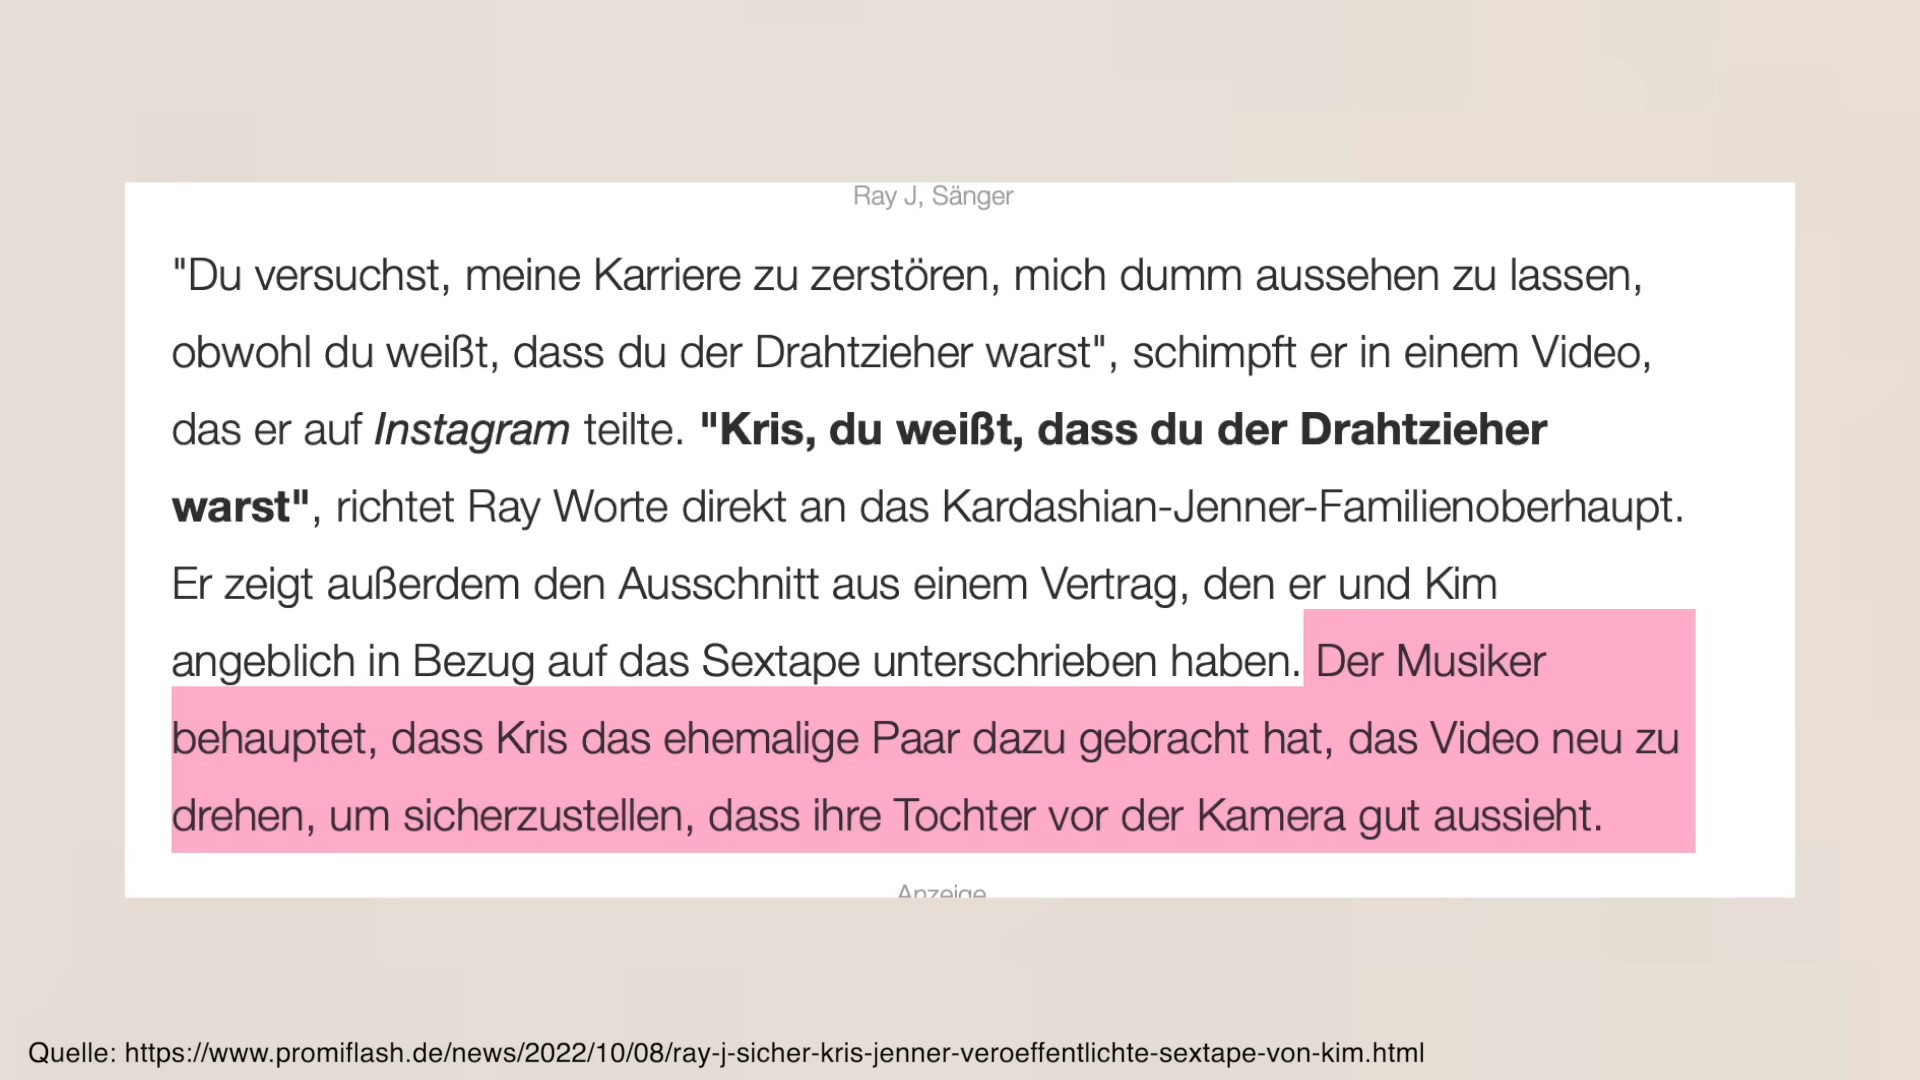 Ray J, Sänger
"Du versuchst, meine Karriere zu zerstören, mich dumm aussehen zu lassen,
obwohl du weißt, dass du der Drahtzieher warst", schimpft er in einem Video,
das er auf Instagram teilte. "Kris, du weißt, dass du der Drahtzieher
warst", richtet Ray Worte direkt an das Kardashian-Jenner-Familienoberhaupt.
Er zeigt außerdem den Ausschnitt aus einem Vertrag, den er und Kim
angeblich in Bezug auf das Sextape unterschrieben haben. Der Musiker
behauptet, dass Kris das ehemalige Paar dazu gebracht hat, das Video neu zu
drehen, um sicherzustellen, dass ihre Tochter vor der Kamera gut aussieht.
Anzeige
Quelle: https://www.promiflash.de/news/2022/10/08/ray-j-sicher-kris-jenner-veroeffentlichte-sextape-von-kim.html